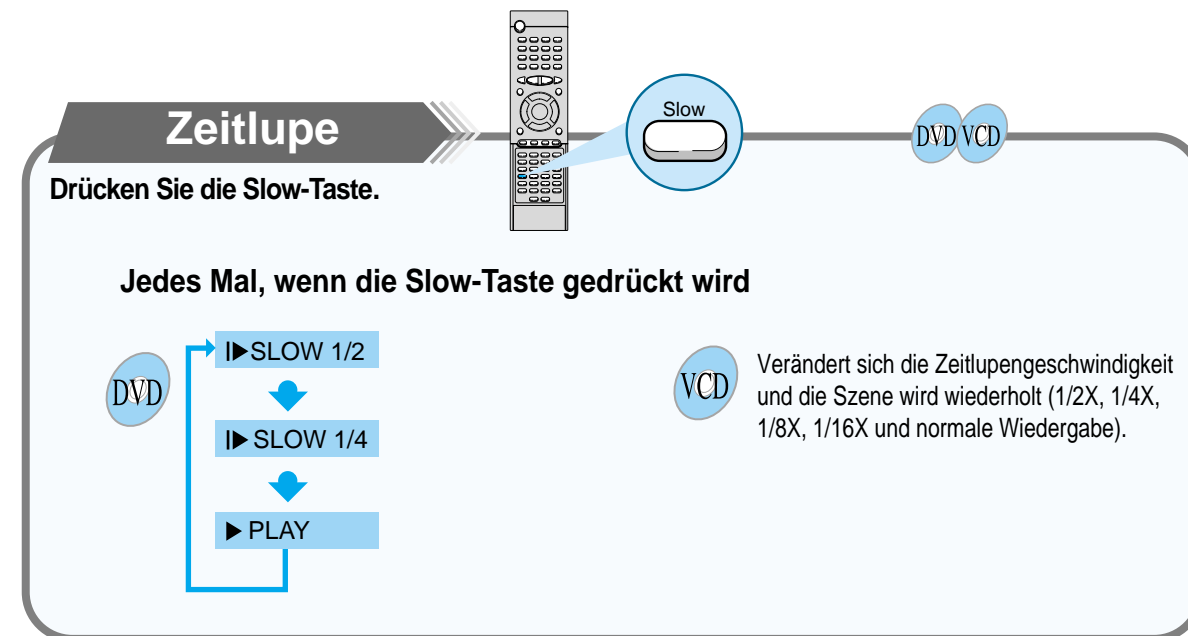 Zeitlupe
Slow
DVD VCD
Drücken Sie die Slow-Taste.
Jedes Mal, wenn die Slow-Taste gedrückt wird
DVD
SLOW 1/2
SLOW 1/4
PLAY
VCD
Verändert sich die Zeitlupengeschwindigkeit
und die Szene wird wiederholt (1/2X, 1/4X,
1/8X, 1/16X und normale Wiedergabe).